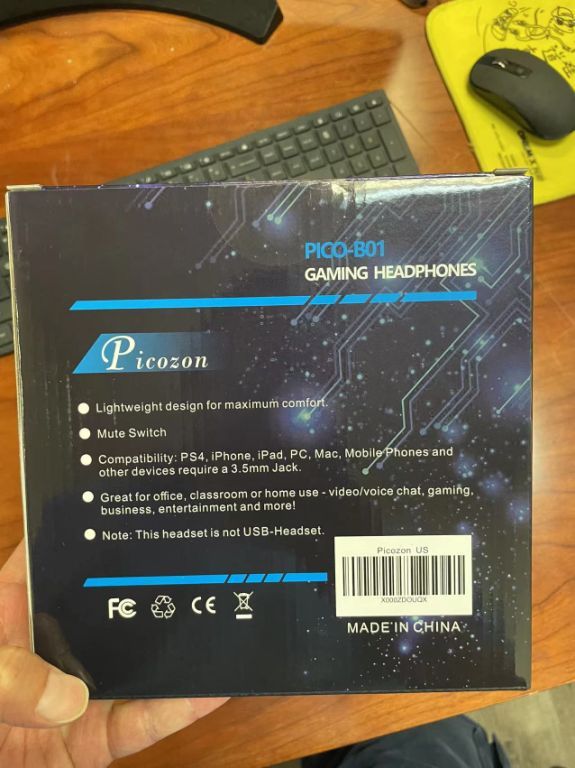 PICO-B01
GAMING HEADPHONES
Picozon
Lightweight design for maximum comfort.
Mute Switch
Compatibility: PS4, iPhone, iPad, PC, Mac, Mobile Phones and
other devices require a 3.5mm Jack.
Great for office, classroom or home use - video/voice chat, gaming,
business, entertainment and more!
Note: This headset is not USB-Headset.
FC CE
Picozon US
X000ZDOUQX
MADE IN CHINA